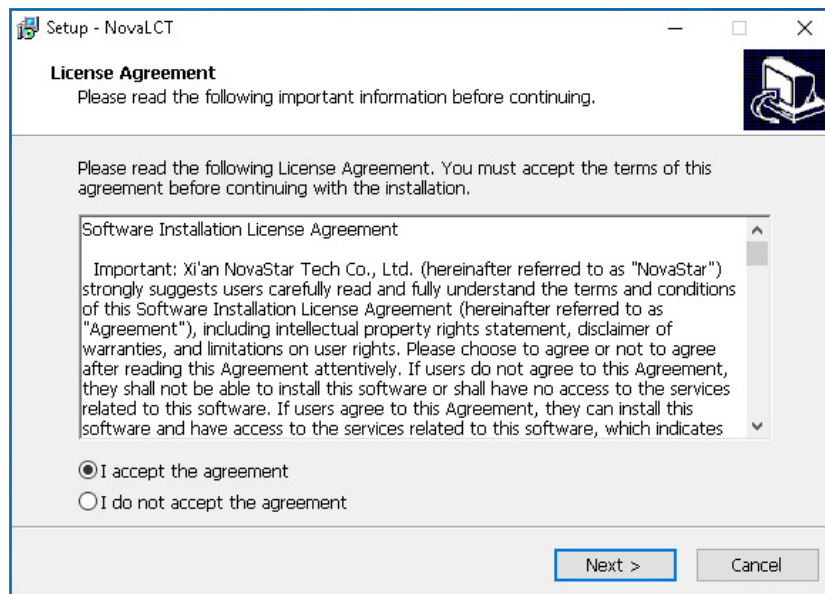 Setup - NovaLCT
License Agreement
Please read the following important information before continuing.
Please read the following License Agreement. You must accept the terms of this
agreement before continuing with the installation.
Software Installation License Agreement
Important: Xi'an NovaStar Tech Co., Ltd. (hereinafter referred to as "NovaStar")
strongly suggests users carefully read and fully understand the terms and conditions
of this Software Installation License Agreement (hereinafter referred to as
"Agreement"), including intellectual property rights statement, disclaimer of
warranties, and limitations on user rights. Please choose to agree or not to agree
after reading this Agreement attentively. If users do not agree to this Agreement,
they shall not be able to install this software or shall have no access to the services
related to this software. If users agree to this Agreement, they can install this
software and have access to the services related to this software, which indicates
I accept the agreement
I do not accept the agreement
Next >
Cancel